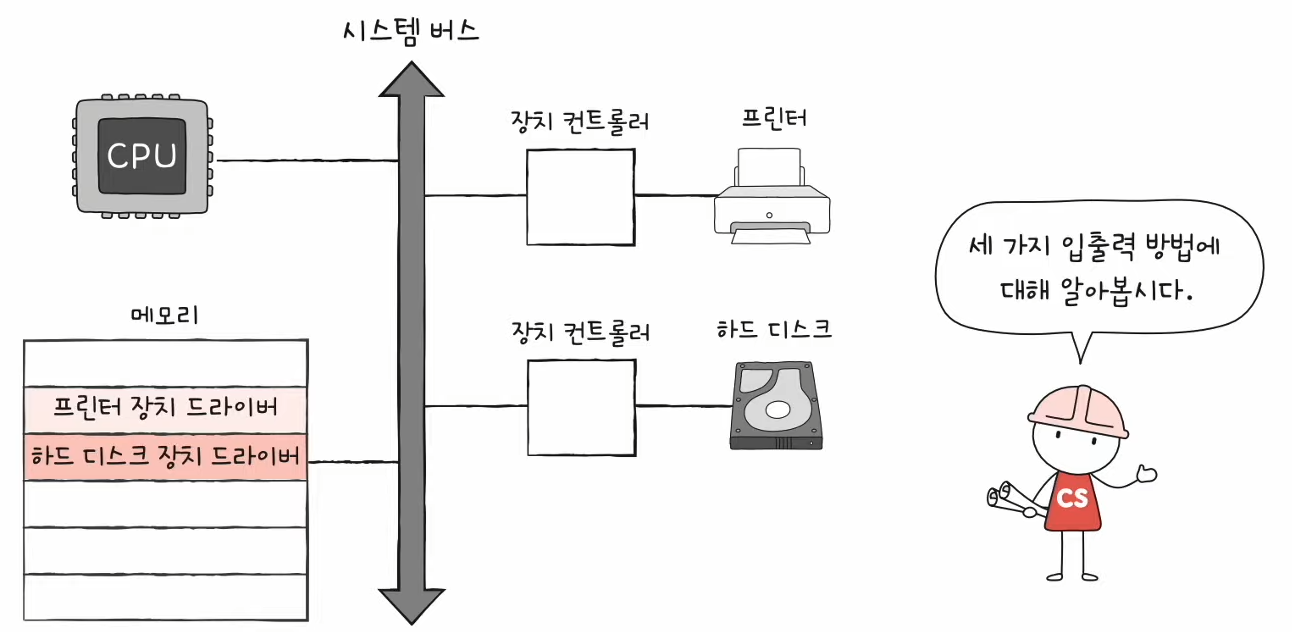 시스템 버스
CPU
장치 컨트롤러
프린터
메모리
프린터 장치 드라이버
하드 디스크 장치 드라이버
장치 컨트롤러
하드 디스크
세 가지 입출력 방법에
대해 알아봅시다.
CS